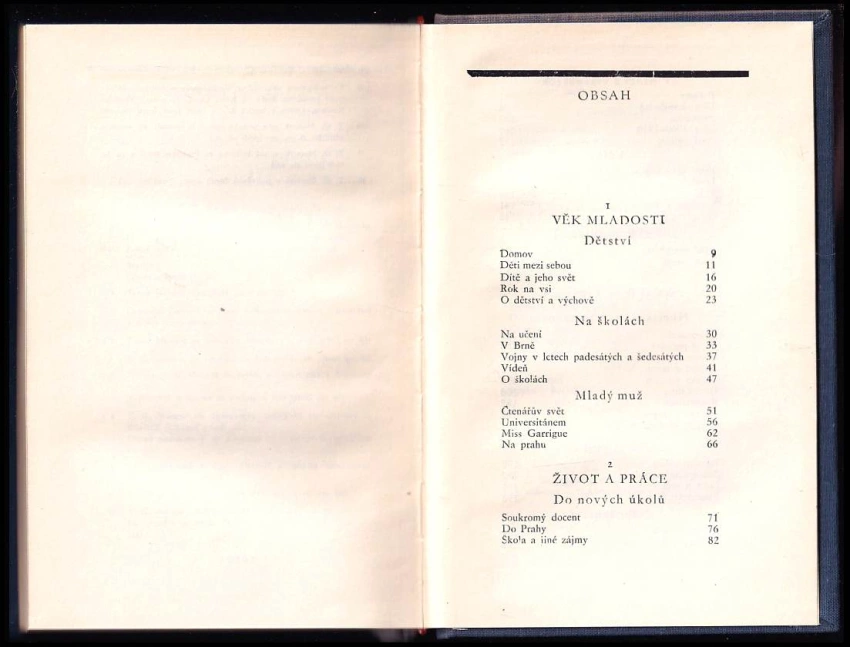 OBSAH
1
VĚK MLADOSTI
Dětství
Domov 9
Děti mezi sebou 11
Dítě a jeho svět 16
Rok na vsi 20
O dětství a výchově 23
Na školách
Na učení 30
V Brně 33
Vojny v letech padesátých a šedesátých 37
Vídeň 41
O školách 47
Mladý muž
Čtenářův svět 51
Universitánem 56
Miss Garrigue 62
Na prahu 66
2
ŽIVOT A PRÁCE
Do nových úkolů
Soukromý docent 71
Do Prahy 76
Škola a jiné zájmy 82